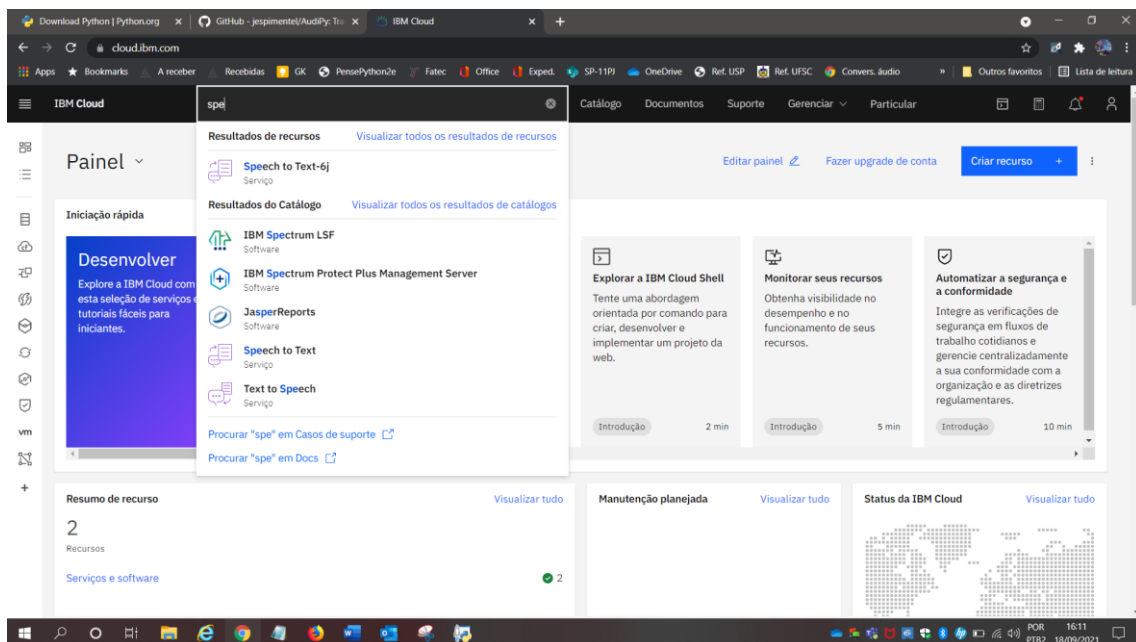 Download Python | Python.org
GitHub - jespimentel/AudiPy: Tra
IBM Cloud
cloud.ibm.com
Apps
Bookmarks
A receber
Recebidas
GK
PensePython2e
Fatec
Office
Exped.
SP-11PJ
OneDrive
Ref. USP
Ref. UFSC
Convers. áudio
»
Outros favoritos
Lista de leitura
IBM Cloud
spe
Catálogo
Documentos
Suporte
Gerenciar
Particular
Resultados de recursos
Visualizar todos os resultados de recursos
Speech to Text-6j
Serviço
Resultados do Catálogo
Visualizar todos os resultados de catálogos
IBM Spectrum LSF
Software
IBM Spectrum Protect Plus Management Server
Software
JasperReports
Software
Speech to Text
Serviço
Text to Speech
Serviço
Procurar "spe" em Casos de suporte
Procurar "spe" em Docs
Painel
Editar painel
Fazer upgrade de conta
Criar recurso +
Iniciação rápida
Desenvolver
Explore a IBM Cloud com
esta seleção de serviços e
tutoriais fáceis para
iniciantes.
Explorar a IBM Cloud Shell
Tente uma abordagem
orientada por comando para
criar, desenvolver e
implementar um projeto da
web.
Introdução
2 min
Monitorar seus recursos
Obtenha visibilidade no
desempenho e no
funcionamento de seus
recursos.
Introdução
5 min
Automatizar a segurança e
a conformidade
Integre as verificações de
segurança em fluxos de
trabalho cotidianos e
gerencie centralizadamente
a sua conformidade com a
organização e as diretrizes
regulamentares.
Introdução
10 min
vm
Resumo de recurso
Visualizar tudo
2
Recursos
Serviços e software
2
Manutenção planejada
Visualizar tudo
Status da IBM Cloud
Visualizar tudo
POR
PTB2
16:11
18/09/2021